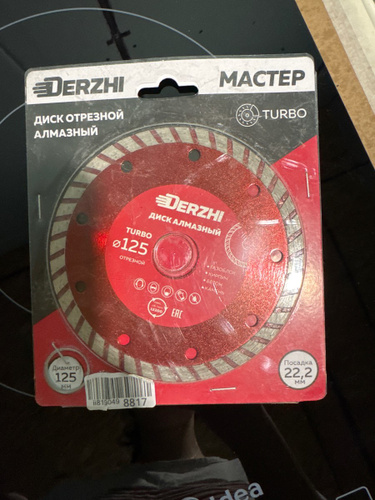 DERZHI
МАСТЕР
ДИСК ОТРЕЗНОЙ
АЛМАЗНЫЙ
TURBO
DERZHI
ДИСК АЛМАЗНЫЙ
TURBO
⌀125
ОТРЕЗНОЙ
EAC
Диаметр
125
мм
Посадка
22,2
мм
8817
idea